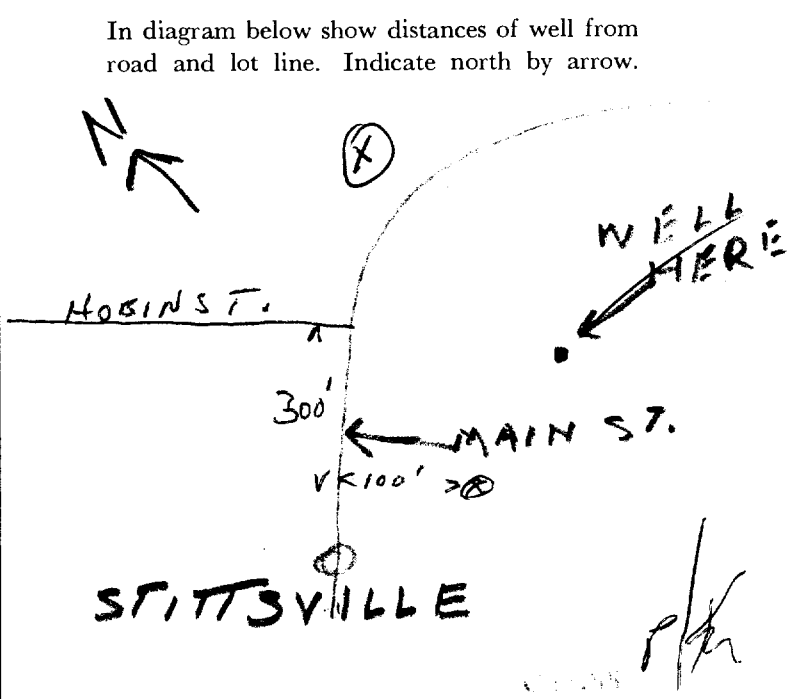 In diagram below show distances of well from
road and lot line. Indicate north by arrow.
N
X
WELL
HERE
HOBIN ST.
300'
MAIN ST.
<100' >
STITTSVILLE